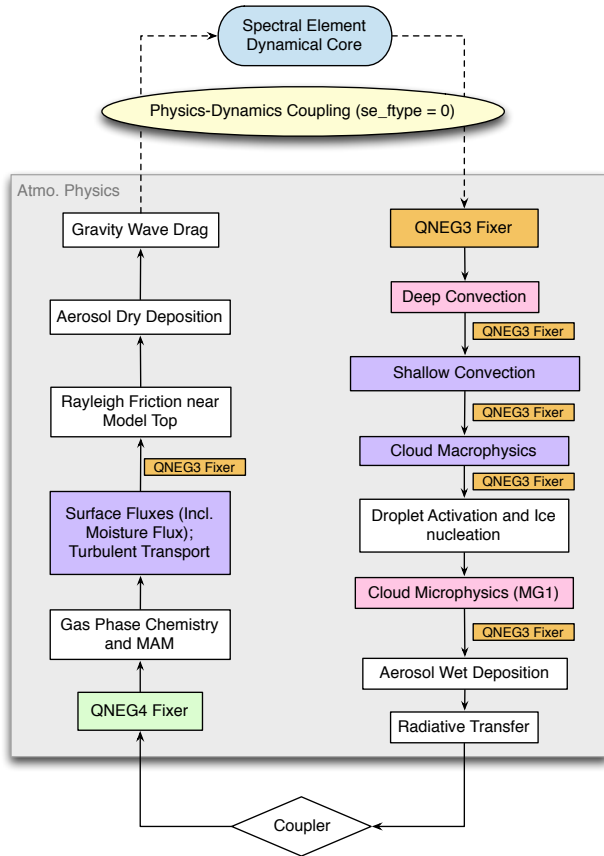 Spectral Element
Dynamical Core
Physics-Dynamics Coupling (se_ftype = 0)
Atmo. Physics
QNEG3 Fixer
Deep Convection
QNEG3 Fixer
Shallow Convection
QNEG3 Fixer
Cloud Macrophysics
QNEG3 Fixer
Droplet Activation and Ice
nucleation
Cloud Microphysics (MG1)
QNEG3 Fixer
Aerosol Wet Deposition
Radiative Transfer
Coupler
QNEG4 Fixer
Gas Phase Chemistry
and MAM
Surface Fluxes (Incl.
Moisture Flux);
Turbulent Transport
QNEG3 Fixer
Rayleigh Friction near
Model Top
Aerosol Dry Deposition
Gravity Wave Drag